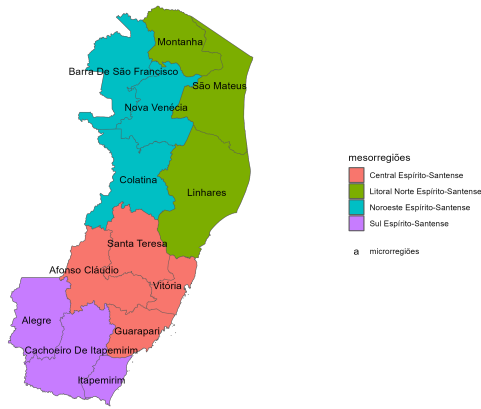 Montanha
Barra De São Francisco
São Mateus
Nova Venécia
Colatina
Linhares
Santa Teresa
Afonso Cláudio
Vitória
Alegre
Guarapari
Cachoeiro De Itapemirim
Itapemirim
mesorregiões
Central Espírito-Santense
Litoral Norte Espírito-Santense
Noroeste Espírito-Santense
Sul Espírito-Santense
a microrregiões